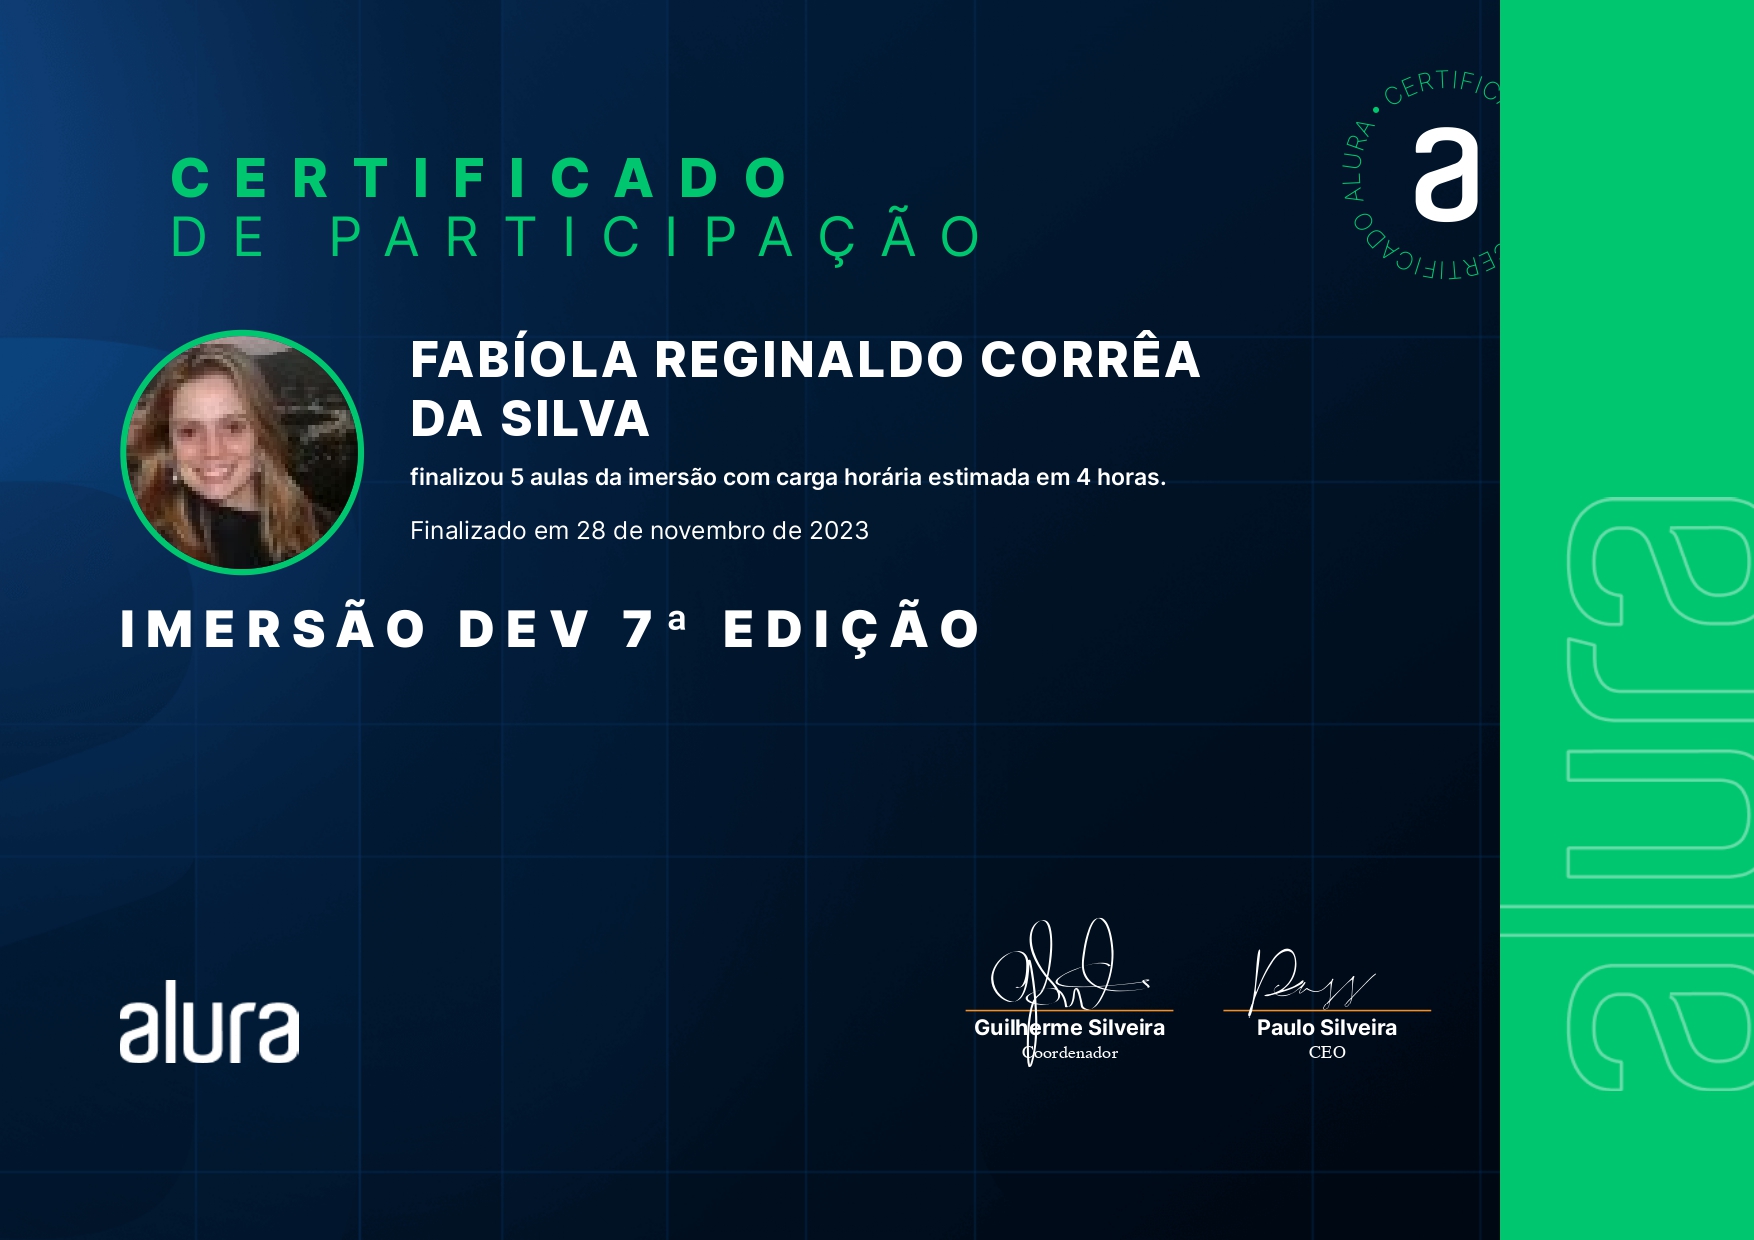 CERTIFICADO
DE PARTICIPAÇÃO
• CERTIFICA
CERTIFICADO ALURA
a
FABÍOLA REGINALDO CORRÊA
DA SILVA
finalizou 5 aulas da imersão com carga horária estimada em 4 horas.
Finalizado em 28 de novembro de 2023
IMERSÃO DEV 7ª EDIÇÃO
alura
Guilherme Silveira
Coordenador
Paulo Silveira
CEO
alura